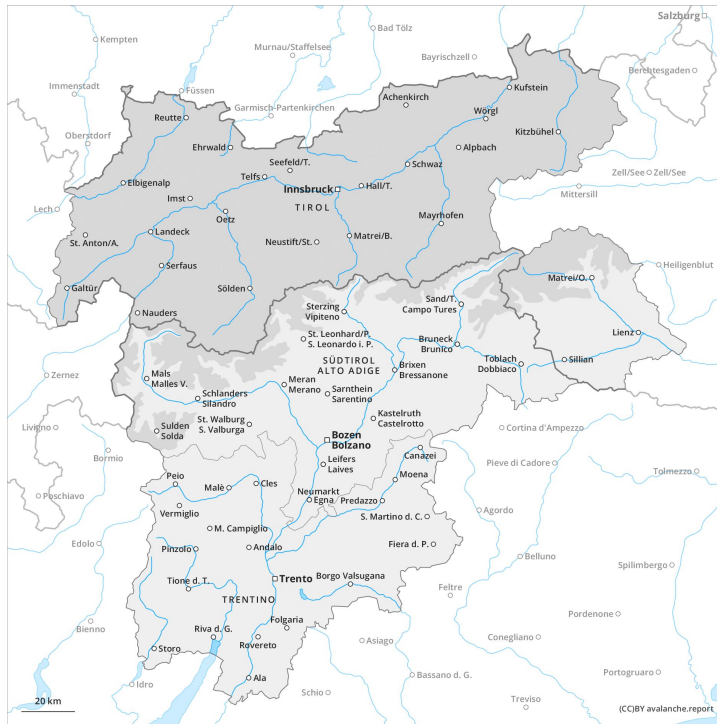 Salzburg
Kempten
Bad Tölz
Murnau/Staffelsee
Bayrischzell
Berchtesgaden
Immenstadt
Füssen
Garmisch-Partenkirchen
Achenkirch
Kufstein
Reutte
Wörgl
Oberstdorf
Ehrwald
Kitzbühel
Alpbach
Seefeld/T.
Schwaz
Zell/See
Zell/See
Elbigenalp
Telfs
Innsbruck
Hall/T.
Mittersill
Imst
TIROL
Lech
Oetz
Mayrhofen
St. Anton/A.
Landeck
Neustift/St.
Matrei/B.
Serfaus
Heiligenblut
Galtür
Sölden
Matrei/O.
Nauders
Sterzing
Vipiteno
Sand/T.
Campo Tures
St. Leonhard/P.
S. Leonardo i. P.
Lienz
Bruneck
Brunico
SÜDTIROL
ALTO ADIGE
Toblach
Dobbiaco
Sillian
Zernez
Mals
Malles V.
Meran
Merano
Brixen
Bressanone
Schlanders
Silandro
Sarnthein
Sarentino
St. Walburg
S. Valburga
Kastelruth
Castelrotto
Livigno
Sulden
Solda
Bozen
Bolzano
Cortina d'Ampezzo
Bormio
Canazei
Leifers
Laives
Pieve di Cadore
Tolmezzo
Peio
Moena
Malè
Cles
Poschiavo
Neumarkt
Egna
Predazzo
Vermiglio
Agordo
M. Campiglio
S. Martino d. C.
Edolo
Pinzolo
Andalo
Fiera d. P.
Belluno
Spilimbergo
Tione d. T.
Trento
Borgo Valsugana
Feltre
TRENTINO
Bienno
Folgaria
Pordenone
Riva d. G.
Rovereto
Asiago
Conegliano
Storo
Bassano d. G.
Portogruaro
Idro
Ala
Schio
Treviso
20 km
(CC)BY avalanche.report